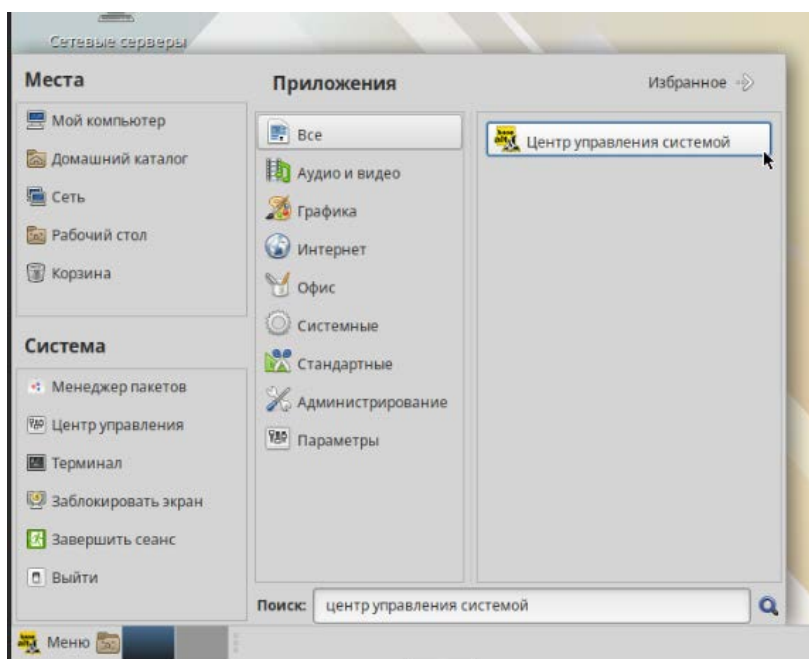 Сетевые серверы
Места
Мой компьютер
Домашний каталог
Сеть
Рабочий стол
Корзина
Система
Менеджер пакетов
Центр управления
Терминал
Заблокировать экран
Завершить сеанс
Выйти
Приложения
Избранное
Все
Аудио и видео
Графика
Интернет
Офис
Системные
Стандартные
Администрирование
Параметры
Центр управления системой
Поиск: центр управления системой
Меню